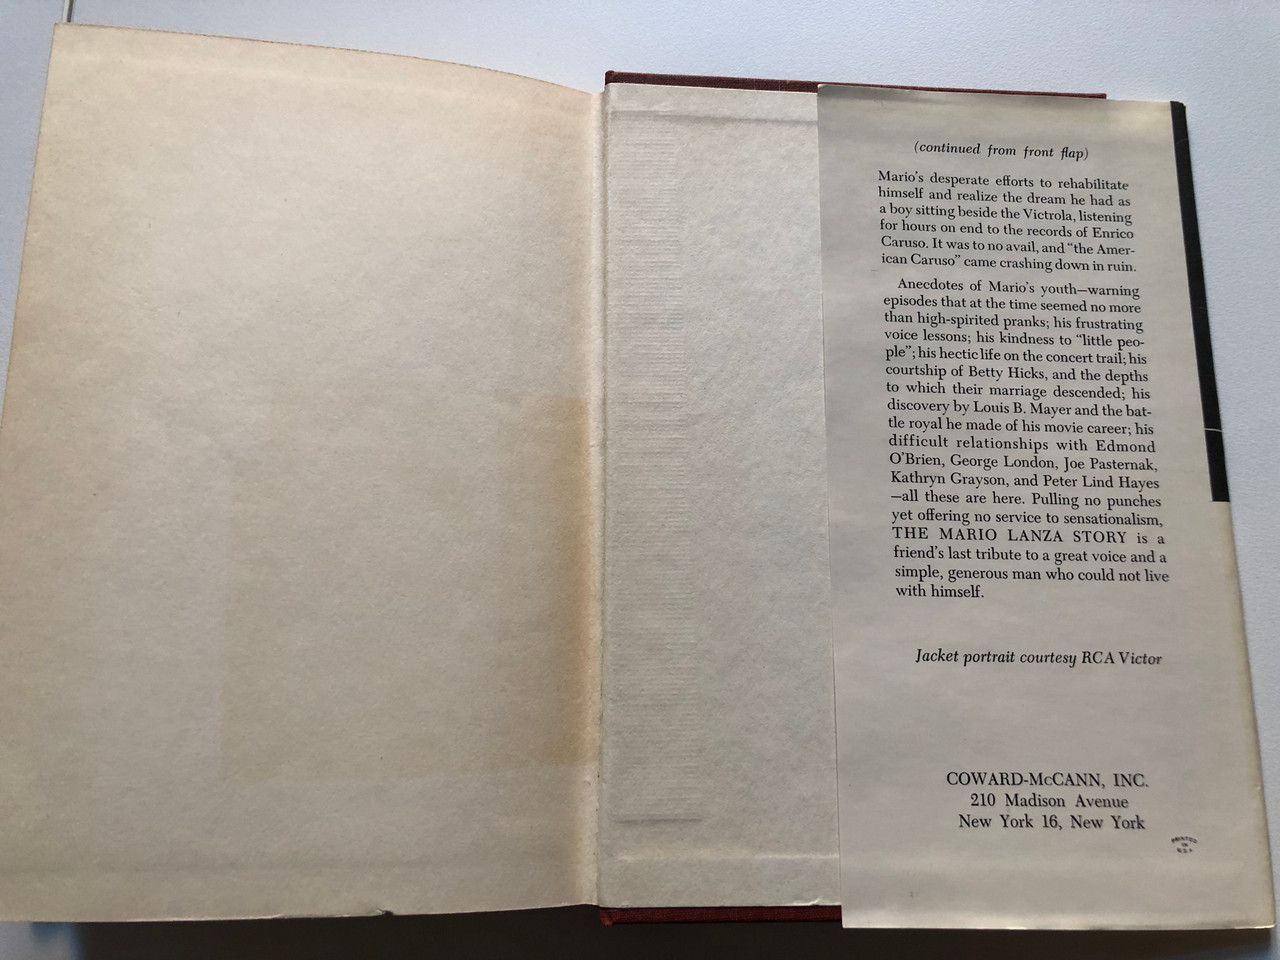 (continued from front flap)
Mario's desperate efforts to rehabilitate
himself and realize the dream he had as
a boy sitting beside the Victrola, listening
for hours on end to the records of Enrico
Caruso. It was to no avail, and "the Amer-
ican Caruso" came crashing down in ruin.
Anecdotes of Mario's youth—warning
episodes that at the time seemed no more
than high-spirited pranks; his frustrating
voice lessons; his kindness to "little peo-
ple"; his hectic life on the concert trail; his
courtship of Betty Hicks, and the depths
to which their marriage descended; his
discovery by Louis B. Mayer and the bat-
tle royal he made of his movie career; his
difficult relationships with Edmond
O'Brien, George London, Joe Pasternak,
Kathryn Grayson, and Peter Lind Hayes
—all these are here. Pulling no punches
yet offering no service to sensationalism,
THE MARIO LANZA STORY is a
friend's last tribute to a great voice and a
simple, generous man who could not live
with himself.
Jacket portrait courtesy RCA Victor
COWARD-McCANN, INC.
210 Madison Avenue
New York 16, New York
PRINTED
IN
U.S.A.